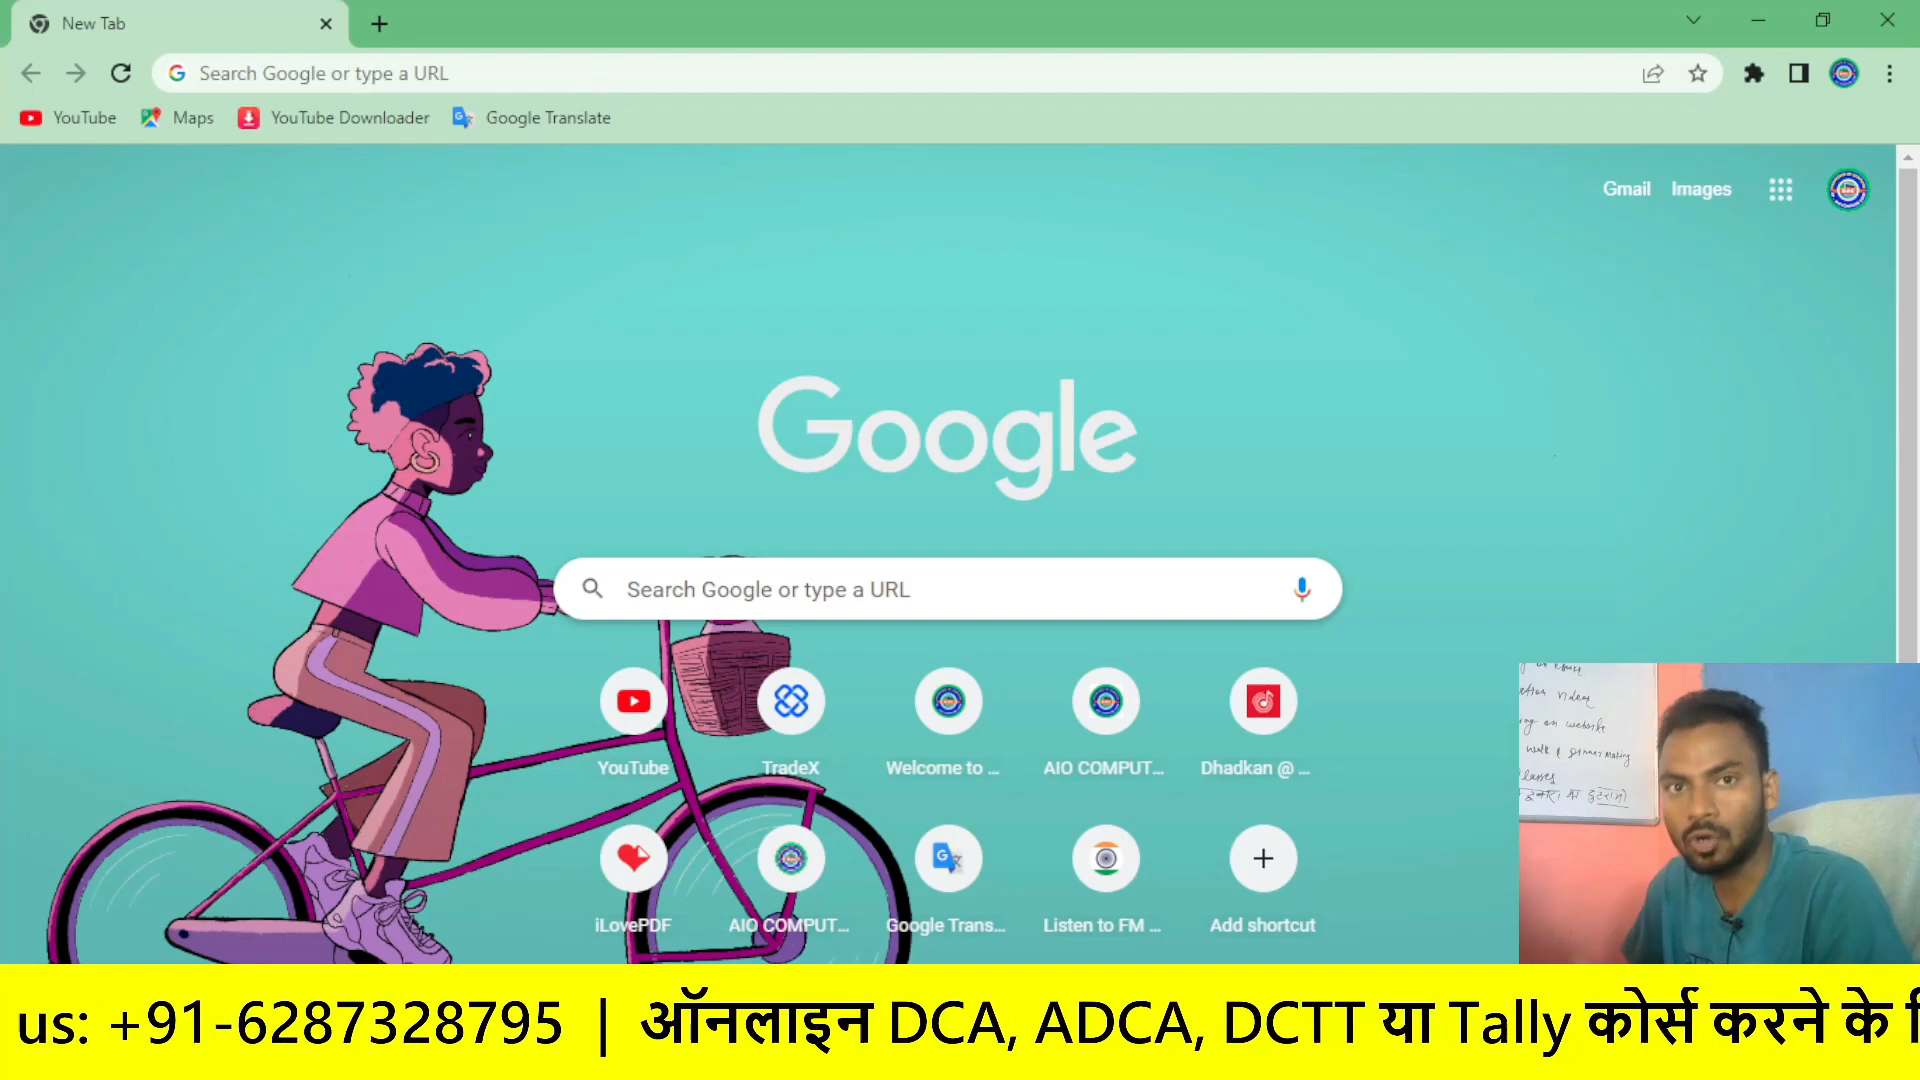 New Tab
Search Google or type a URL
YouTube
Maps
YouTube Downloader
Google Translate
Gmail
Images
Google
Search Google or type a URL
YouTube
TradeX
Welcome to ...
AIO COMPUT...
Dhadkan @ ...
iLovePDF
AIO COMPUT...
Google Trans...
Listen to FM ...
Add shortcut
on website
us: +91-6287328795 | ऑनलाइन DCA, ADCA, DCTT या Tally कोर्स करने के